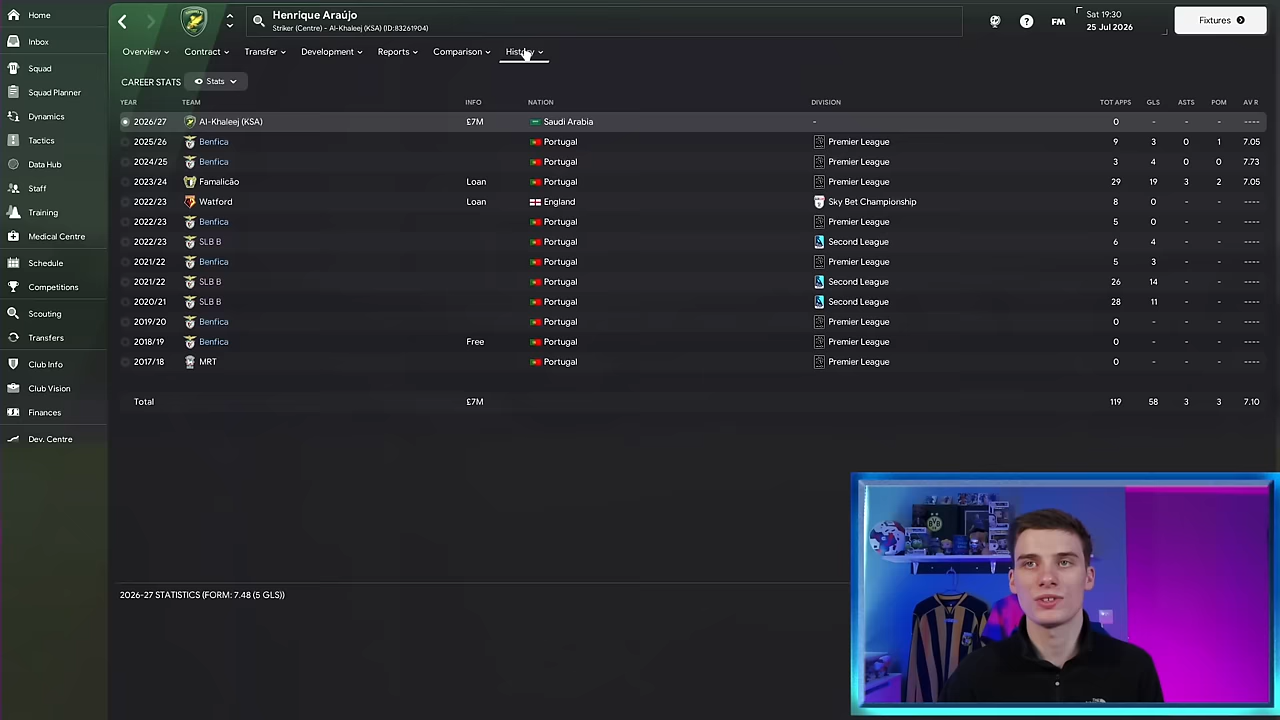 Home
Inbox
Squad
Squad Planner
Dynamics
Tactics
Data Hub
Staff
Training
Medical Centre
Schedule
Competitions
Scouting
Transfers
Club Info
Club Vision
Finances
Dev. Centre
Henrique Araújo
Striker (Centre) - Al-Khaleej (KSA) (ID:83261904)
FM
Sat 19:30
25 Jul 2026
Fixtures
Overview Contract Transfer Development Reports Comparison History
CAREER STATS Stats
YEAR TEAM INFO NATION DIVISION TOT APPS GLS ASTS POM AV R
2026/27 Al-Khaleej (KSA) £7M Saudi Arabia - 0 - - - ----
2025/26 Benfica Portugal Premier League 9 3 0 1 7.05
2024/25 Benfica Portugal Premier League 3 4 0 0 7.73
2023/24 Famalicão Loan Portugal Premier League 29 19 3 2 7.05
2022/23 Watford Loan England Sky Bet Championship 8 0 - - ----
2022/23 Benfica Portugal Premier League 5 0 - - ----
2022/23 SLB B Portugal Second League 6 4 - - ----
2021/22 Benfica Portugal Premier League 5 3 - - ----
2021/22 SLB B Portugal Second League 26 14 - - ----
2020/21 SLB B Portugal Second League 28 11 - - ----
2019/20 Benfica Portugal Premier League 0 - - - ----
2018/19 Benfica Free Portugal Premier League 0 - - - ----
2017/18 MRT Portugal Premier League 0 - - - ----
Total £7M 119 58 3 3 7.10
2026-27 STATISTICS (FORM: 7.48 (5 GLS))